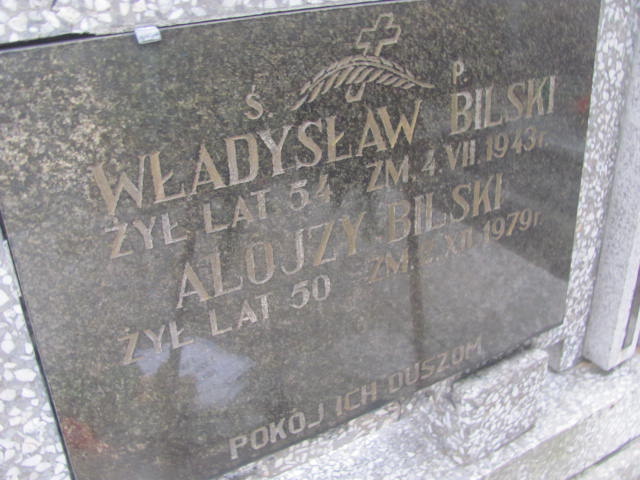 Ś. P.
WŁADYSŁAW BILSKI
ŻYŁ LAT 54 ZM. 4. VII. 1943r.
ALOJZY BILSKI
ŻYŁ LAT 50 ZM. XII. 1979r
POKÓJ ICH DUSZOM